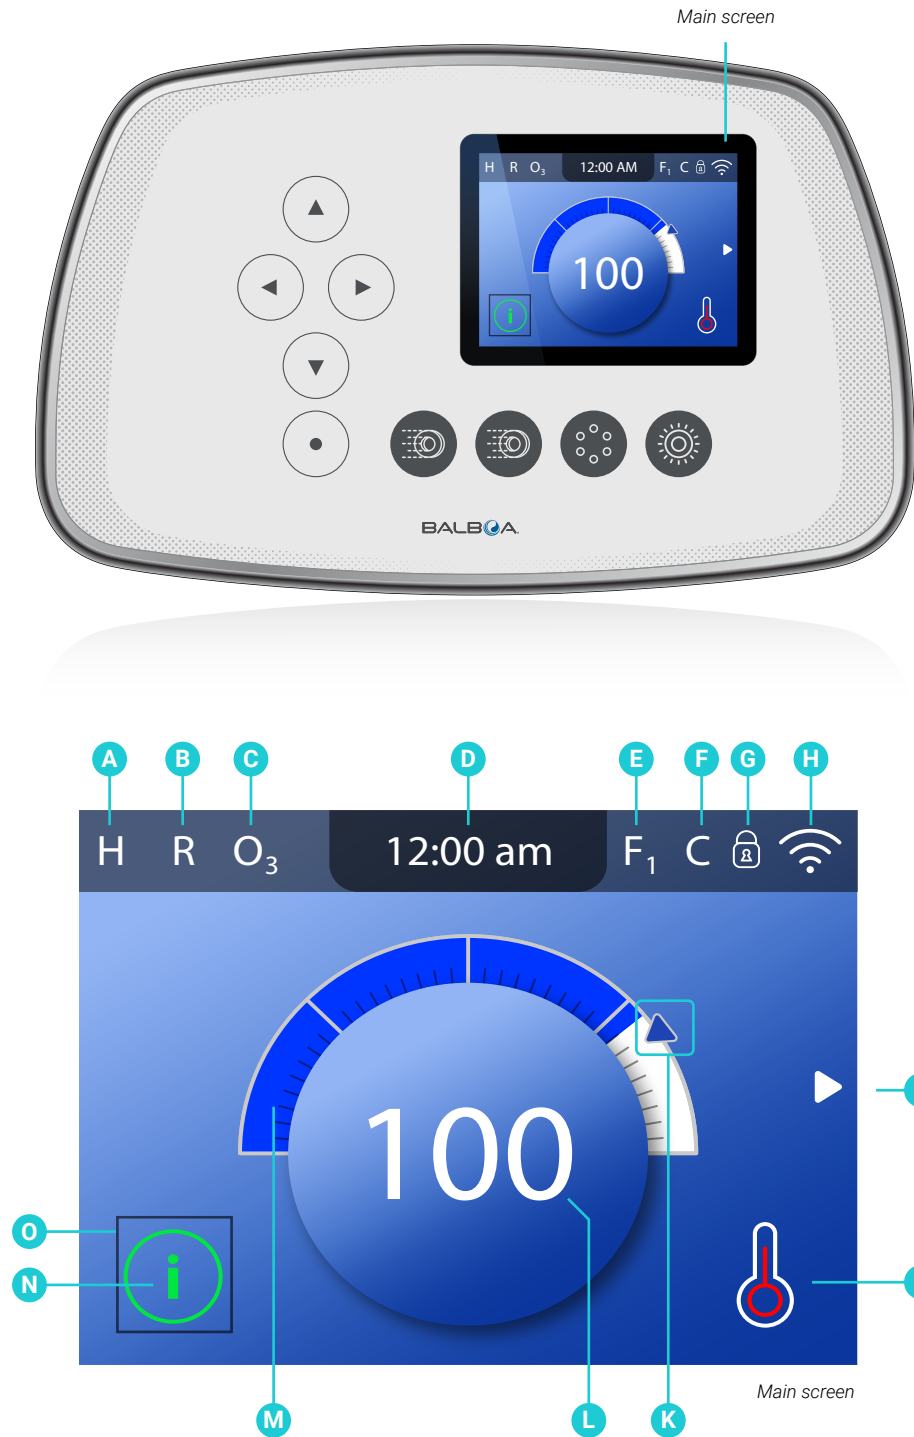 Main screen
H R O₃ 12:00 AM F₁ C
100
i
BALBOA
A B C D E F G H
H R O₃ 12:00 am F₁ C
100
O
N
i
Main screen
M L K